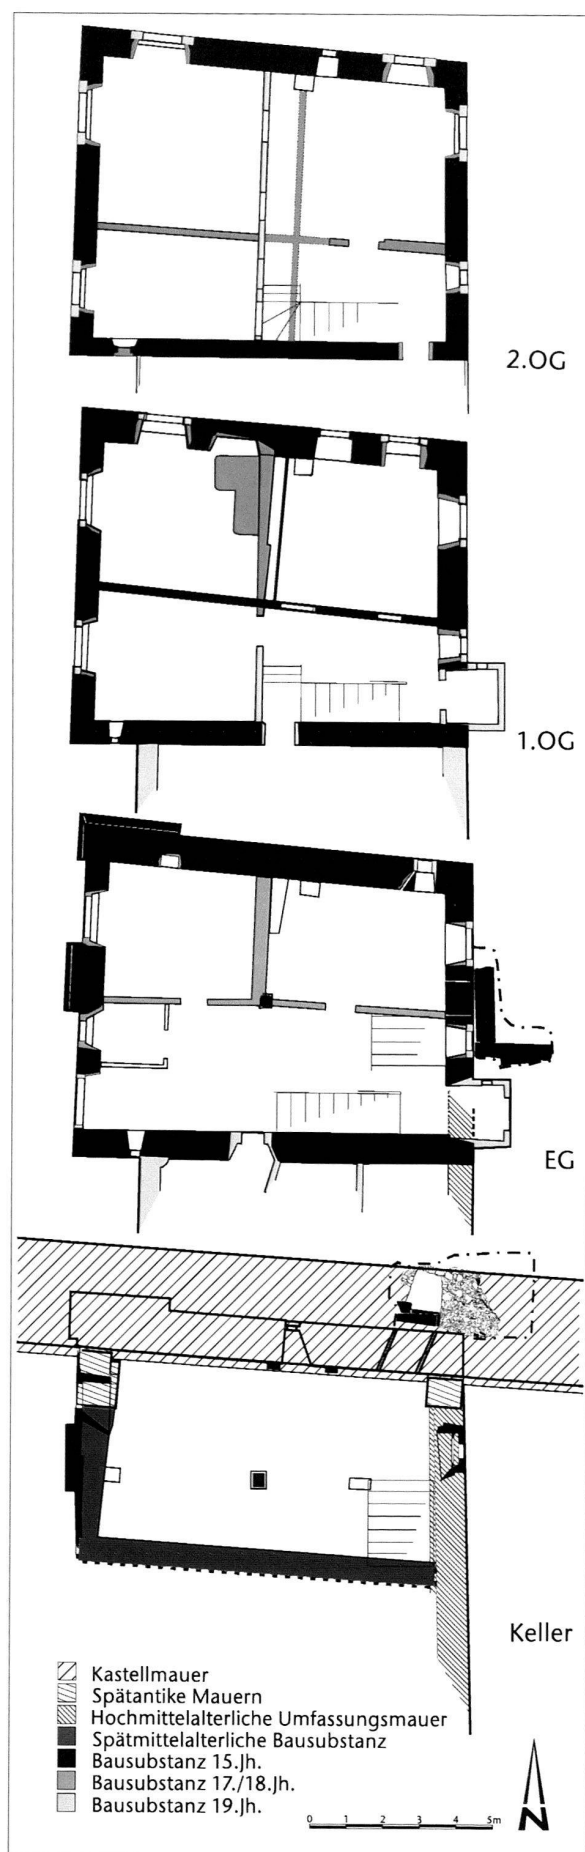 2.OG
1.OG
EG
Keller
Kastellmauer
Spätantike Mauern
Hochmittelalterliche Umfassungsmauer
Spätmittelalterliche Bausubstanz
Bausubstanz 15.Jh.
Bausubstanz 17./18.Jh.
Bausubstanz 19.Jh.
0 1 2 3 4 5m
N